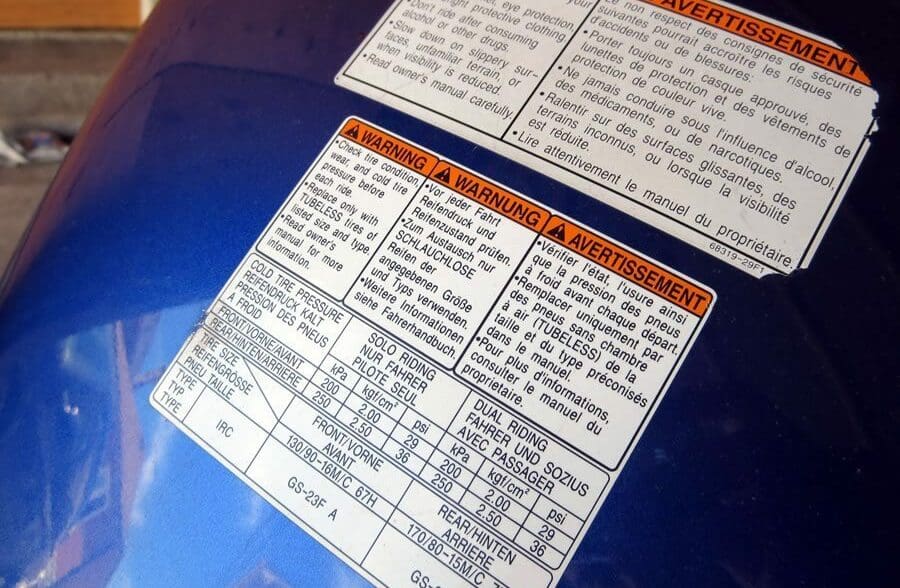 eye protection
bright protective clothing.
•Don't ride after consuming
alcohol or other drugs.
•Slow down on slippery sur-
faces, unfamiliar terrain, or
when visibility is reduced.
•Read owner's manual carefully.
AVERTISSEMENT
Le non respect des consignes de sécurité
suivantes pourrait accroître les risques
d'accidents ou de blessures:
•Porter toujours un casque approuvé, des
lunettes de protection et des vêtements de
protection de couleur vive.
•Ne jamais conduire sous l'influence d'alcool,
des médicaments, ou de narcotiques.
•Ralentir sur des surfaces glissantes, des
terrains inconnus, ou lorsque la visibilité
est réduite.
•Lire attentivement le manuel du propriétaire.
68319-29F1
WARNING
•Check tire condition,
wear, and cold tire
pressure before
each ride
•Replace only with
TUBELESS tires of
listed size and type
•Read owner's
manual for more
information.
WARNUNG
•Vor jeder Fahrt
Reifendruck und
Reifenzustand prüfen.
•Zum Austausch nur
SCHLAUCHLOSE
Reifen der
angegebenen Größe
und Typs verwenden.
•Weitere Informationen
siehe Fahrerhandbuch.
AVERTISSEMENT
•Vérifier l'état, l'usure ainsi
que la pression des pneus
à froid avant chaque départ.
•Remplacer uniquement par
des pneus sans chambre
à air (TUBELESS) de la
taille et du type préconisés
dans le manuel.
•Pour plus d'informations,
consulter le manuel du
propriétaire.
COLD TIRE PRESSURE
REIFENDRUCK KALT
PRESSION DES PNEUS
A FROID
SOLO RIDING
NUR FAHRER
PILOTE SEUL
DUAL RIDING
FAHRER UND SOZIUS
AVEC PASSAGER
kPa kgf/cm² psi kPa kgf/cm² psi
FRONT/VORNE/AVANT 200 2.00 29 200 2.00 29
REAR/HINTEN/ARRIÈRE 250 2.50 36 250 2.50 36
TIRE SIZE
REIFENGRÖSSE
PNEU TAILLE
FRONT/VORNE
AVANT
130/90-16M/C 67H
REAR/HINTEN
ARRIERE
170/80-15M/C
TYPE
TYP
TYPE
IRC
GS-23F A